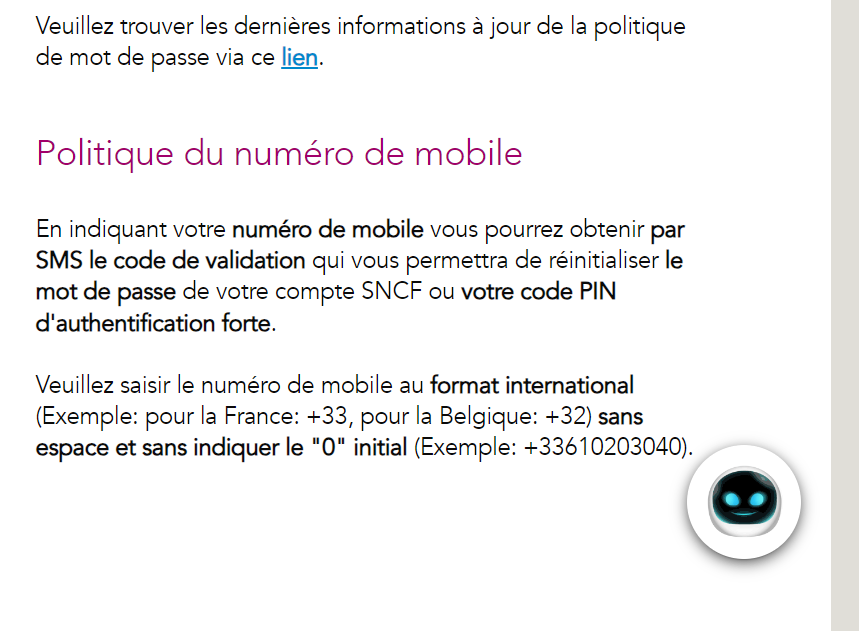 Veuillez trouver les dernières informations à jour de la politique
de mot de passe via ce lien.
Politique du numéro de mobile
En indiquant votre numéro de mobile vous pourrez obtenir par
SMS le code de validation qui vous permettra de réinitialiser le
mot de passe de votre compte SNCF ou votre code PIN
d'authentification forte.
Veuillez saisir le numéro de mobile au format international
(Exemple: pour la France: +33, pour la Belgique: +32) sans
espace et sans indiquer le "0" initial (Exemple: +33610203040).